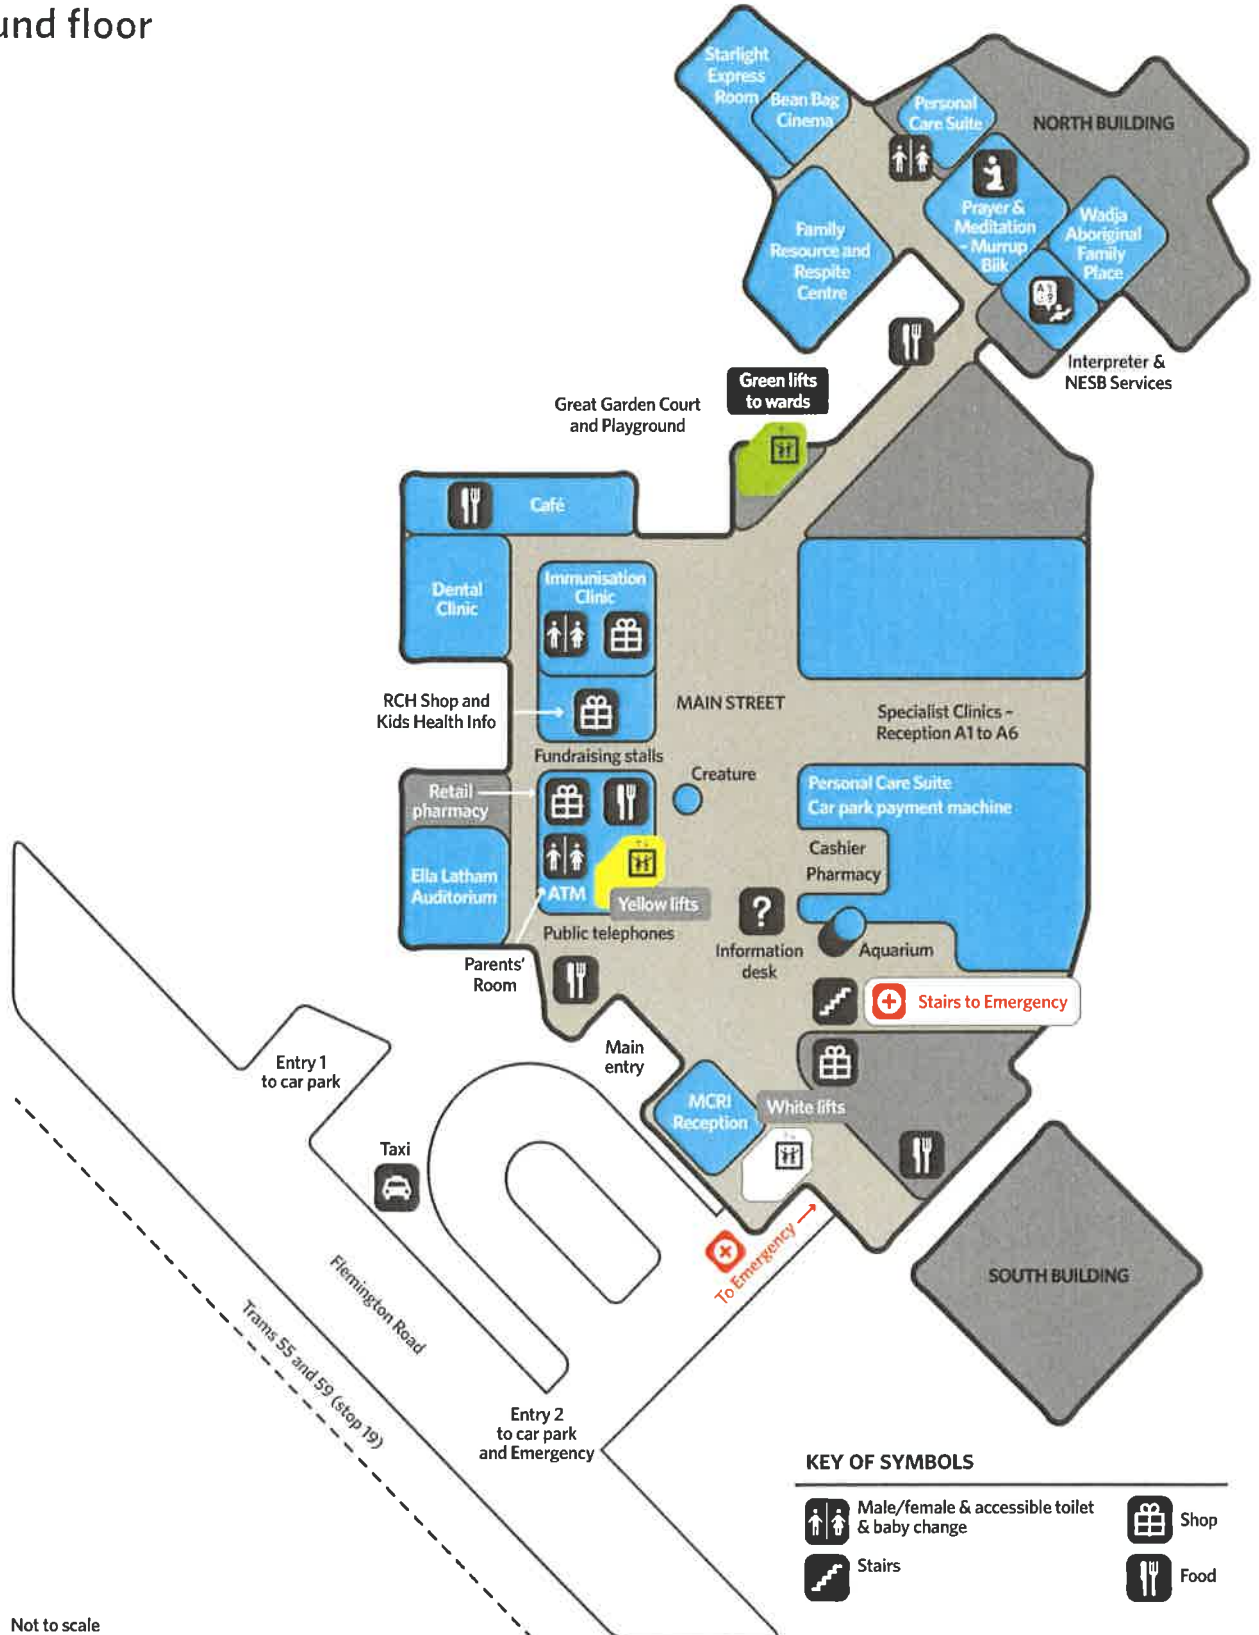 und floor
Starlight
Express
Room
Bean Bag
Cinema
Personal
Care Suite
NORTH BUILDING
Prayer &
Meditation
- Murrup
Biik
Wadja
Aboriginal
Family
Place
Family
Resource and
Respite
Centre
Interpreter &
NESB Services
Green lifts
to wards
Great Garden Court
and Playground
Café
Dental
Clinic
Immunisation
Clinic
RCH Shop and
Kids Health Info
MAIN STREET
Specialist Clinics –
Reception A1 to A6
Fundraising stalls
Creature
Retail
pharmacy
Personal Care Suite
Car park payment machine
Cashier
Pharmacy
Ella Latham
Auditorium
ATM
Yellow lifts
?
Public telephones
Information
desk
Aquarium
Parents'
Room
Stairs to Emergency
Main
entry
Entry 1
to car park
MCRI
Reception
White lifts
Taxi
To Emergency
SOUTH BUILDING
Flemington Road
Trams 55 and 59 (stop 19)
Entry 2
to car park
and Emergency
KEY OF SYMBOLS
Male/female & accessible toilet
& baby change
Shop
Stairs
Food
Not to scale